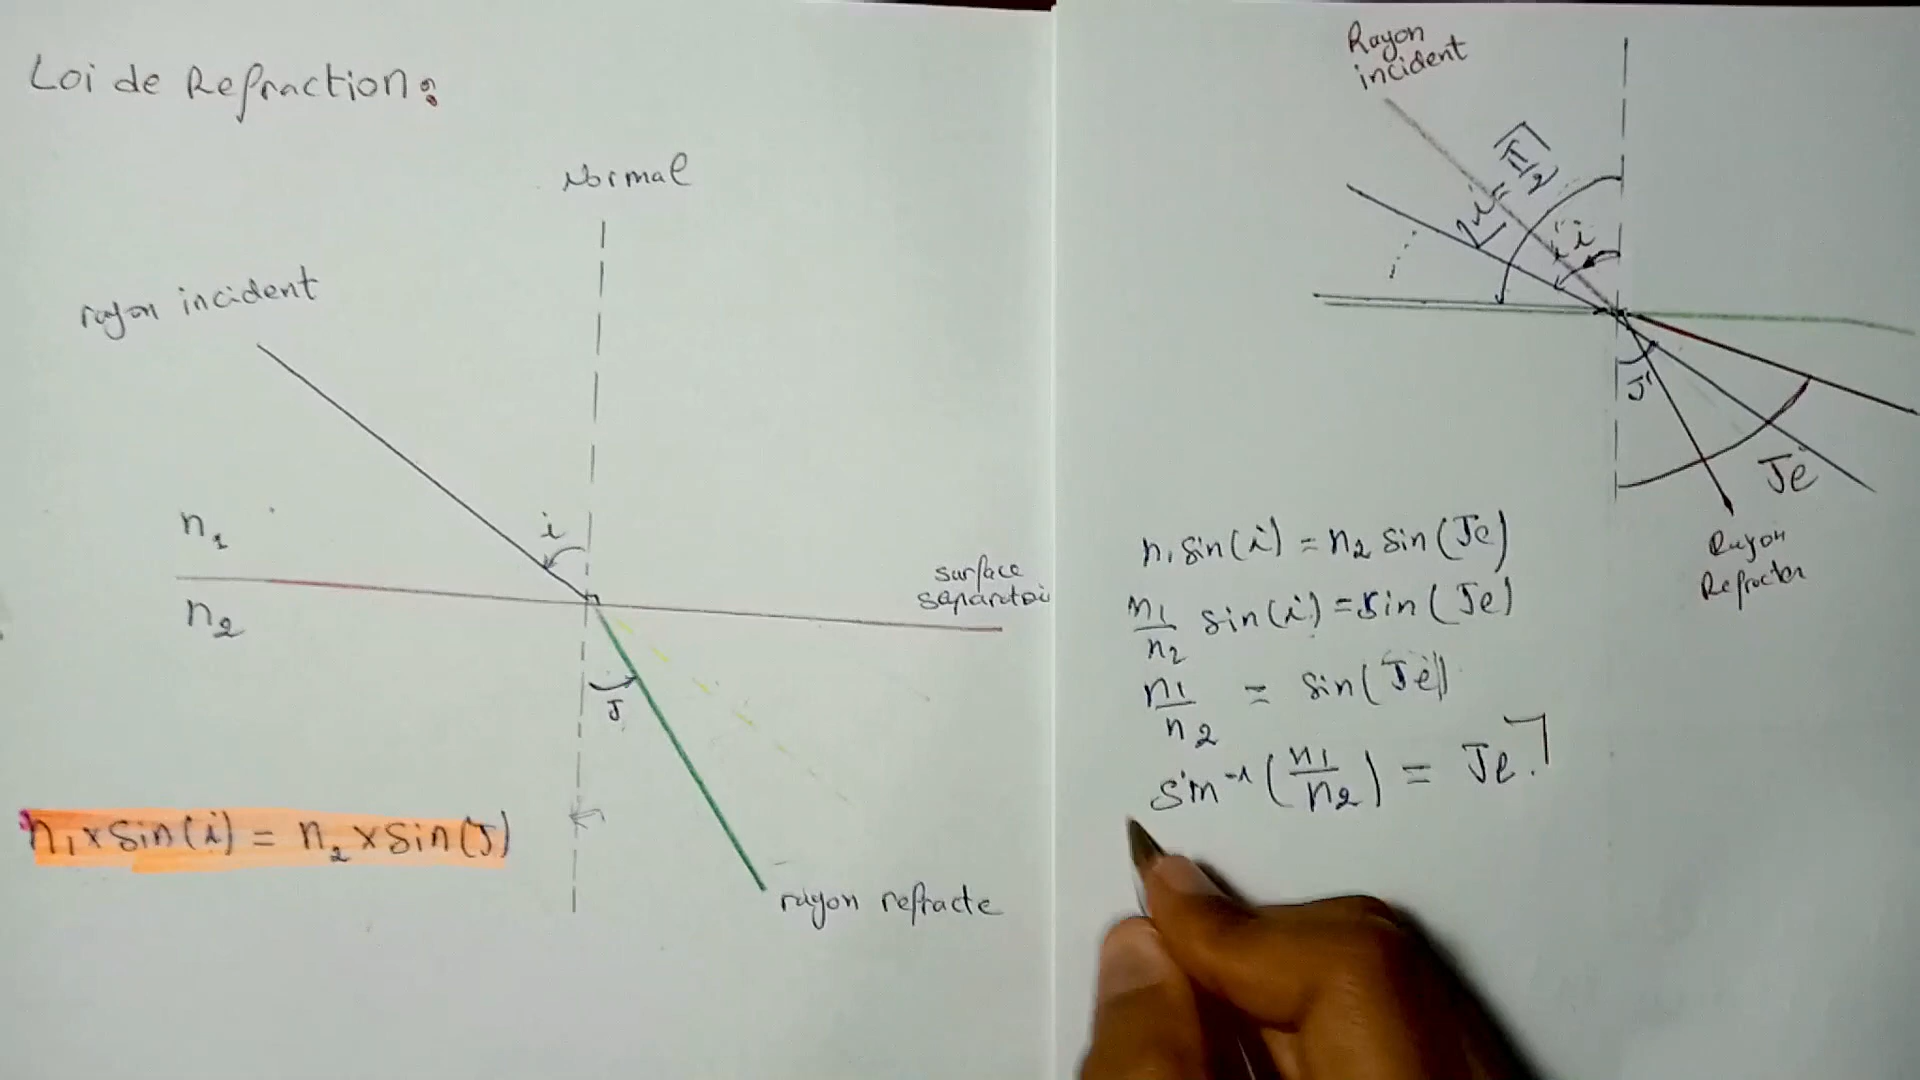 Loi de Refraction:
Normal
rayon incident
i
n1
n2
surface
J
n1 x sin(i) = n2 x sin(J)
rayon refracte
Rayon
incident
i = π/2
i
J
Je
Rayon
n1 sin(i) = n2 sin(Je)
n1/n2 sin(i) = sin(Je)
n1/n2 = sin(Je)
sin⁻¹(n1/n2) = Je.